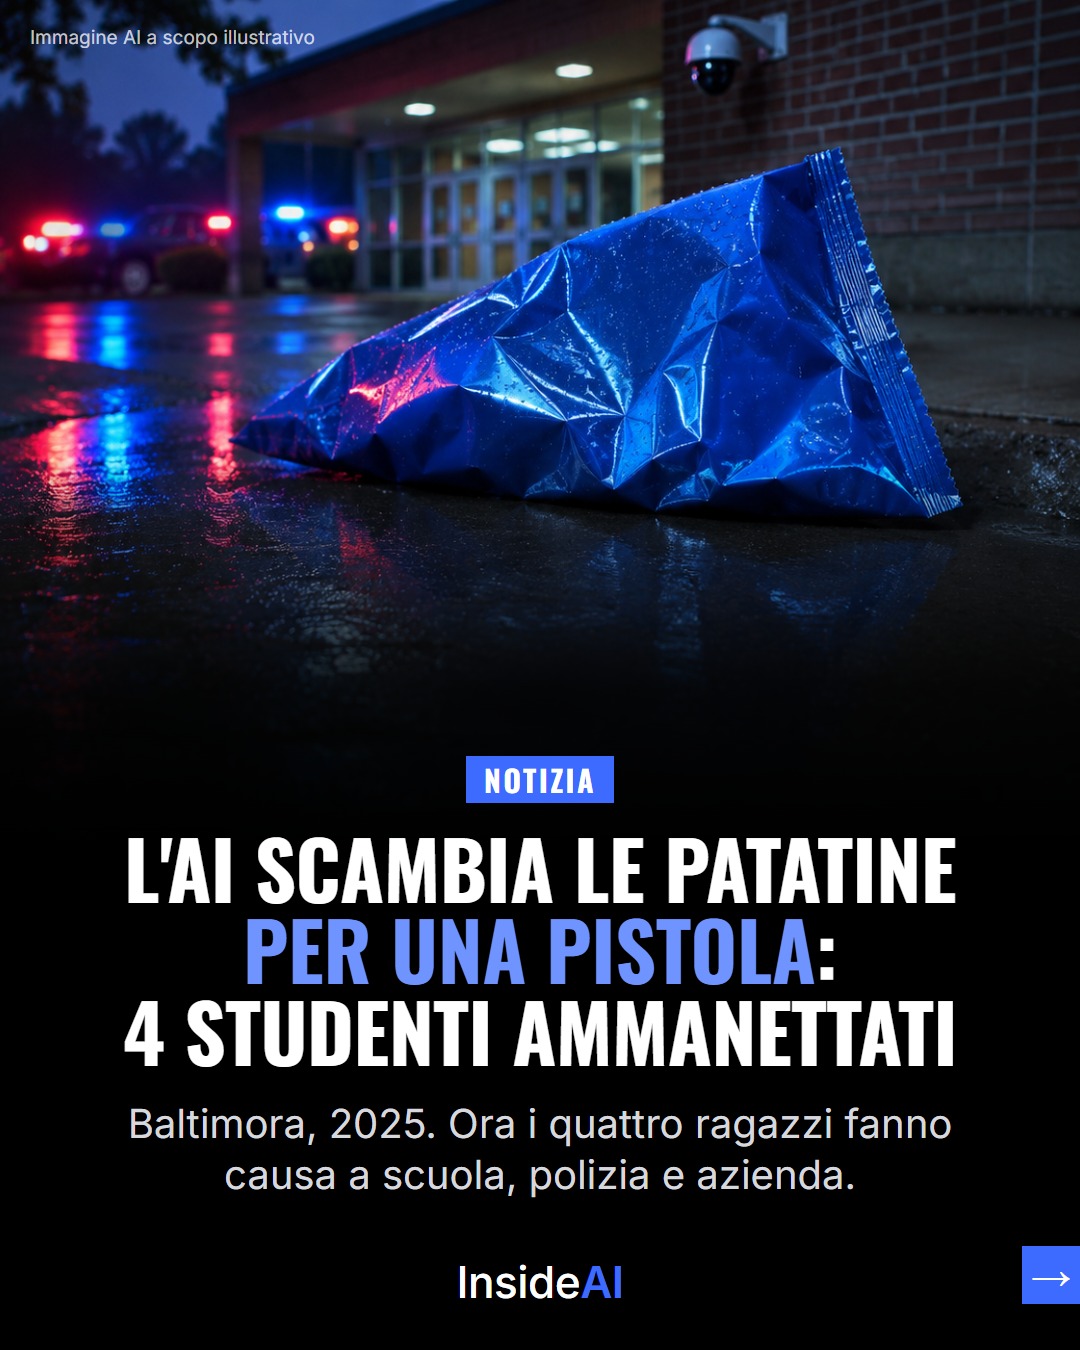 Immagine AI a scopo illustrativo
NOTIZIA
L'AI SCAMBIA LE PATATINE
PER UNA PISTOLA:
4 STUDENTI AMMANETTATI
Baltimora, 2025. Ora i quattro ragazzi fanno
causa a scuola, polizia e azienda.
InsideAI
→